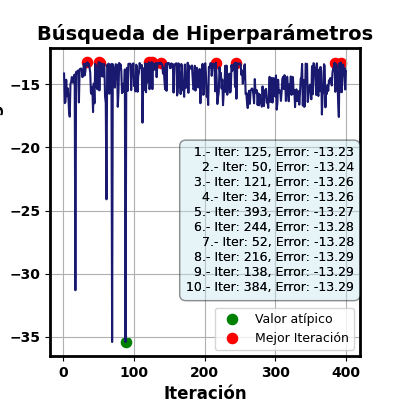 Búsqueda de Hiperparámetros
−15
−20
−25
−30
−35
1.- Iter: 125, Error: -13.23
2.- Iter: 50, Error: -13.24
3.- Iter: 121, Error: -13.26
4.- Iter: 34, Error: -13.26
5.- Iter: 393, Error: -13.27
6.- Iter: 244, Error: -13.28
7.- Iter: 52, Error: -13.28
8.- Iter: 216, Error: -13.29
9.- Iter: 138, Error: -13.29
10.- Iter: 384, Error: -13.29
Valor atípico
Mejor Iteración
0 100 200 300 400
Iteración